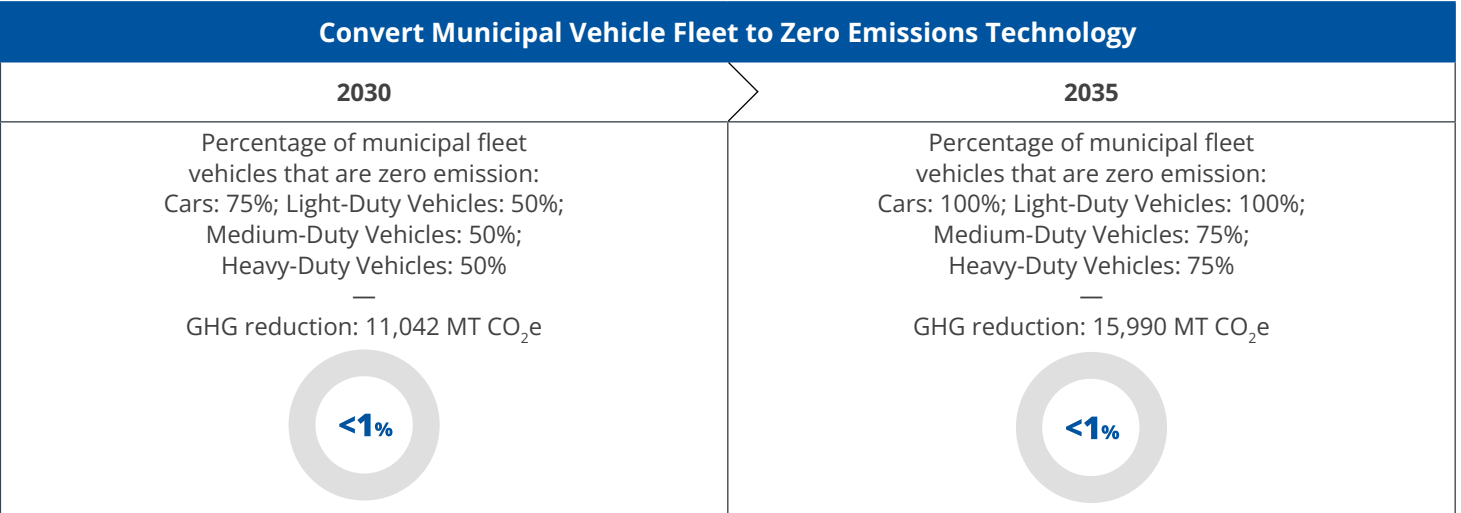 Convert Municipal Vehicle Fleet to Zero Emissions Technology
2030
2035
Percentage of municipal fleet
vehicles that are zero emission:
Cars: 75%; Light-Duty Vehicles: 50%;
Medium-Duty Vehicles: 50%;
Heavy-Duty Vehicles: 50%
—
GHG reduction: 11,042 MT CO₂e
<1%
Percentage of municipal fleet
vehicles that are zero emission:
Cars: 100%; Light-Duty Vehicles: 100%;
Medium-Duty Vehicles: 75%;
Heavy-Duty Vehicles: 75%
—
GHG reduction: 15,990 MT CO₂e
<1%